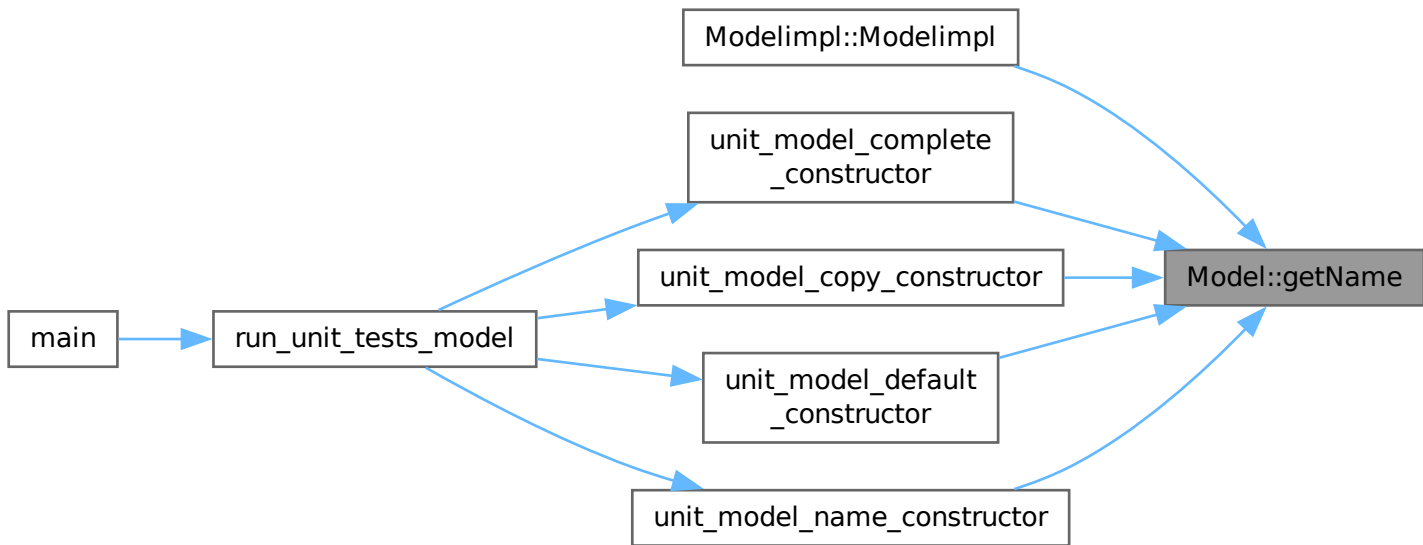 Modelimpl::Modelimpl
unit_model_complete
_constructor
unit_model_copy_constructor
Model::getName
main
run_unit_tests_model
unit_model_default
_constructor
unit_model_name_constructor